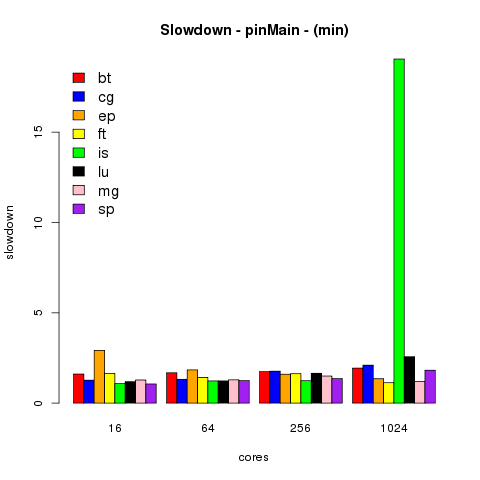 Slowdown - pinMain - (min)
bt
cg
ep
ft
is
lu
mg
sp
slowdown
15
10
5
0
16 64 256 1024
cores